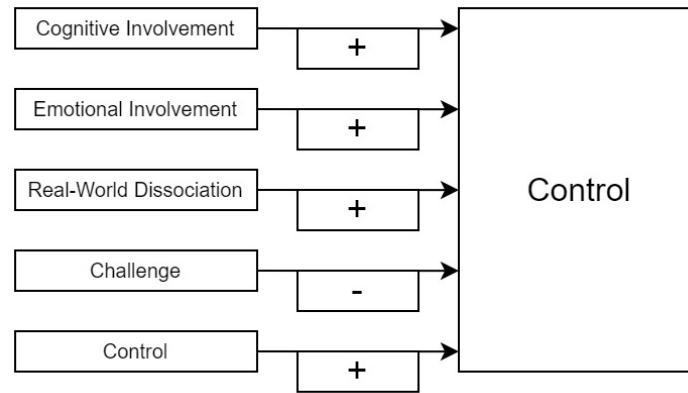 Cognitive Involvement
+
Emotional Involvement
+
Real-World Dissociation
+
Control
Challenge
-
Control
+